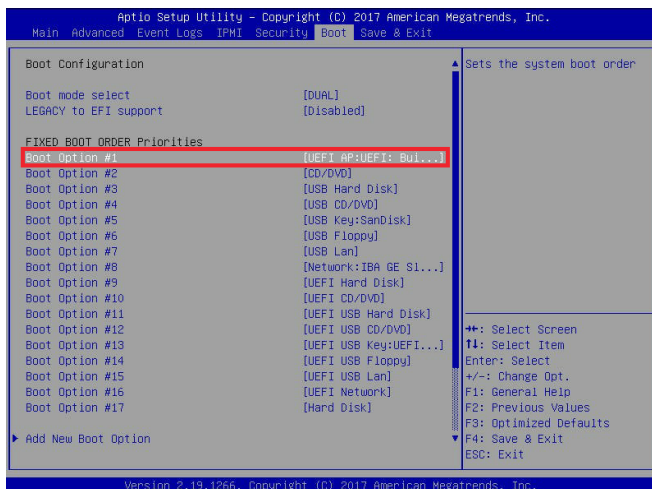 Aptio Setup Utility – Copyright (C) 2017 American Megatrends, Inc.
Main Advanced Event Logs IPMI Security Boot Save & Exit
Boot Configuration
Boot mode select [DUAL]
LEGACY to EFI support [Disabled]
FIXED BOOT ORDER Priorities
Boot Option #1 [UEFI AP:UEFI: Bui...]
Boot Option #2 [CD/DVD]
Boot Option #3 [USB Hard Disk]
Boot Option #4 [USB CD/DVD]
Boot Option #5 [USB Key:SanDisk]
Boot Option #6 [USB Floppy]
Boot Option #7 [USB Lan]
Boot Option #8 [Network:IBA GE Sl...]
Boot Option #9 [UEFI Hard Disk]
Boot Option #10 [UEFI CD/DVD]
Boot Option #11 [UEFI USB Hard Disk]
Boot Option #12 [UEFI USB CD/DVD]
Boot Option #13 [UEFI USB Key:UEFI...]
Boot Option #14 [UEFI USB Floppy]
Boot Option #15 [UEFI USB Lan]
Boot Option #16 [UEFI Network]
Boot Option #17 [Hard Disk]
Add New Boot Option
Sets the system boot order
→←: Select Screen
↑↓: Select Item
Enter: Select
+/-: Change Opt.
F1: General Help
F2: Previous Values
F3: Optimized Defaults
F4: Save & Exit
ESC: Exit
Version 2.19.1266. Copyright (C) 2017 American Megatrends, Inc.